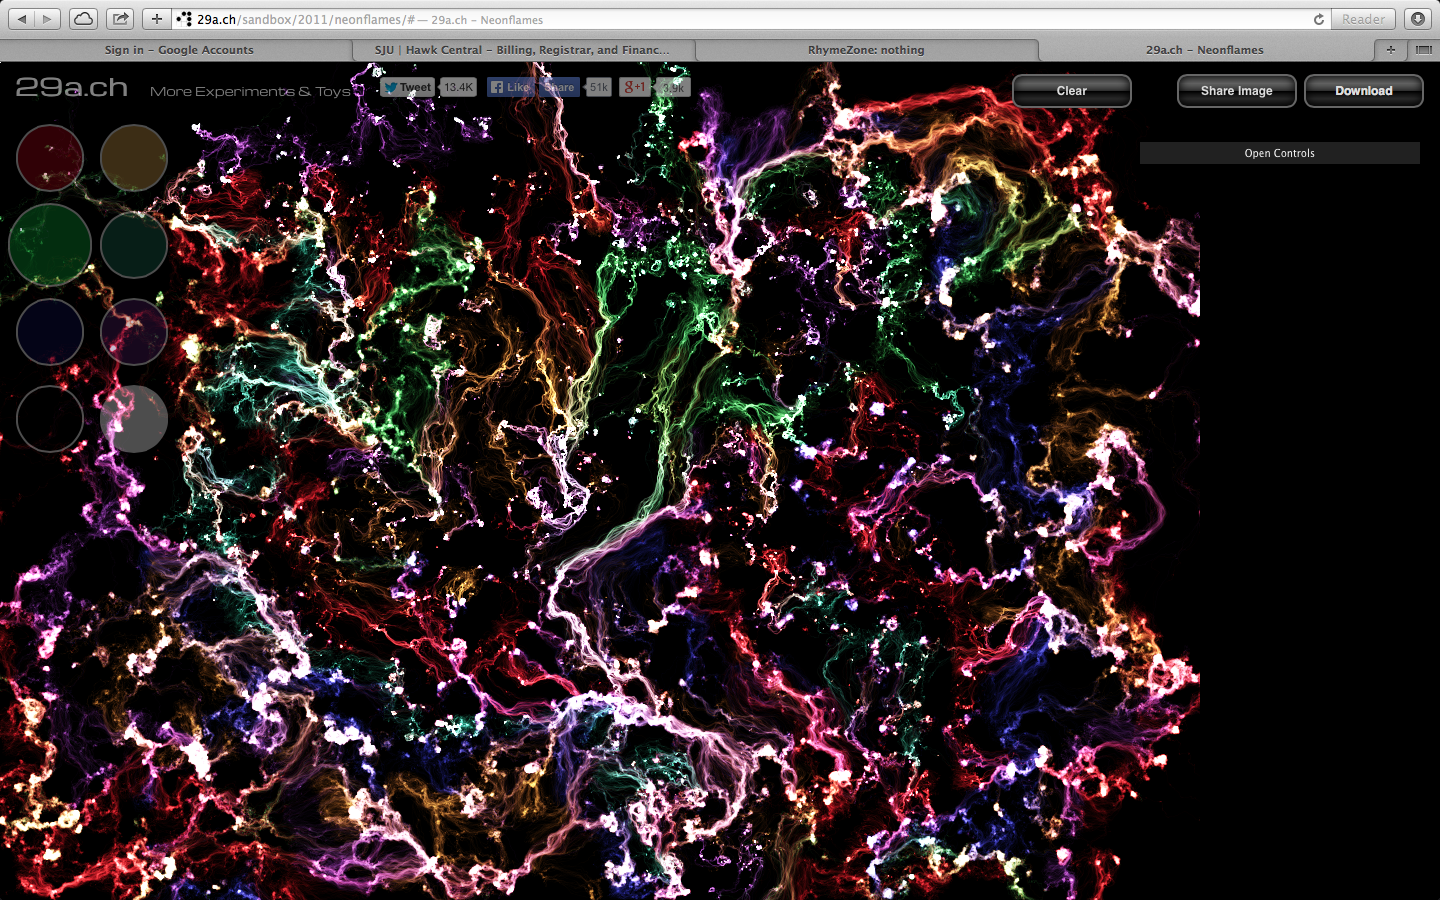 29a.ch/sandbox/2011/neonflames/# — 29a.ch – Neonflames
Reader
Sign in – Google Accounts
SJU | Hawk Central – Billing, Registrar, and Financ...
RhymeZone: nothing
29a.ch – Neonflames
29a.ch
More Experiments & Toys
Tweet
13.4K
Like
Share
51k
g+1
3.9k
Clear
Share Image
Download
Open Controls